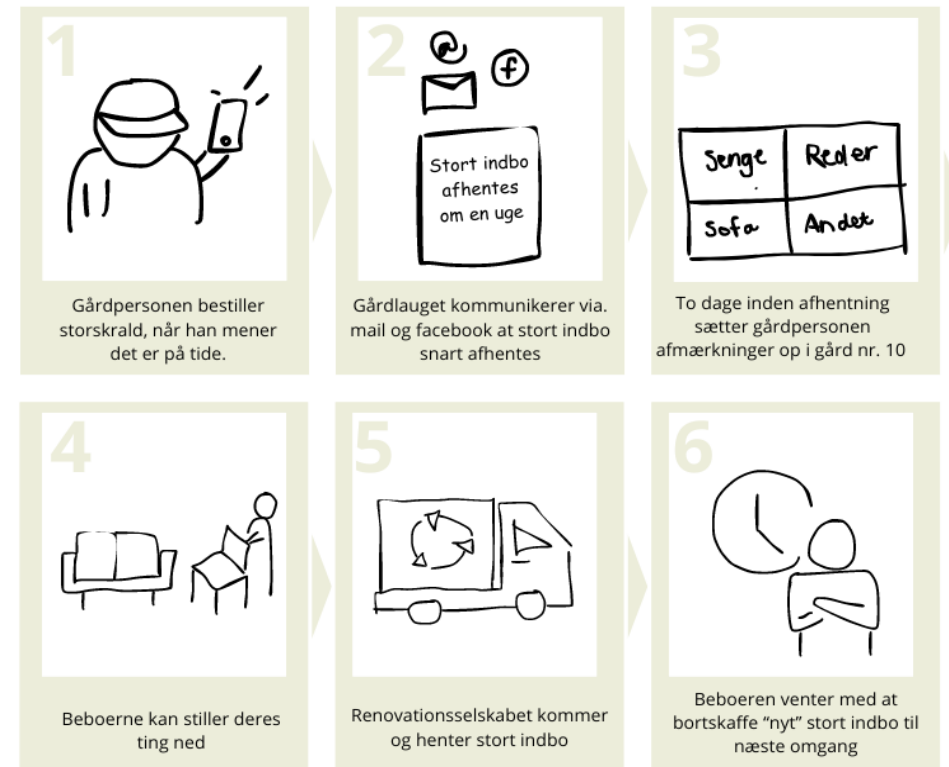 1
@
f
Stort indbo
afhentes
om en uge
Gårdpersonen bestiller
storskrald, når han mener
det er på tide.
2
Gårdlauget kommunikerer via.
mail og facebook at stort indbo
snart afhentes
3
Senge
Reoler
Sofa
Andet
To dage inden afhentning
sætter gårdpersonen
afmærkninger op i gård nr. 10
4
Beboerne kan stiller deres
ting ned
5
Renovationsselskabet kommer
og henter stort indbo
6
Beboeren venter med at
bortskaffe “nyt” stort indbo til
næste omgang